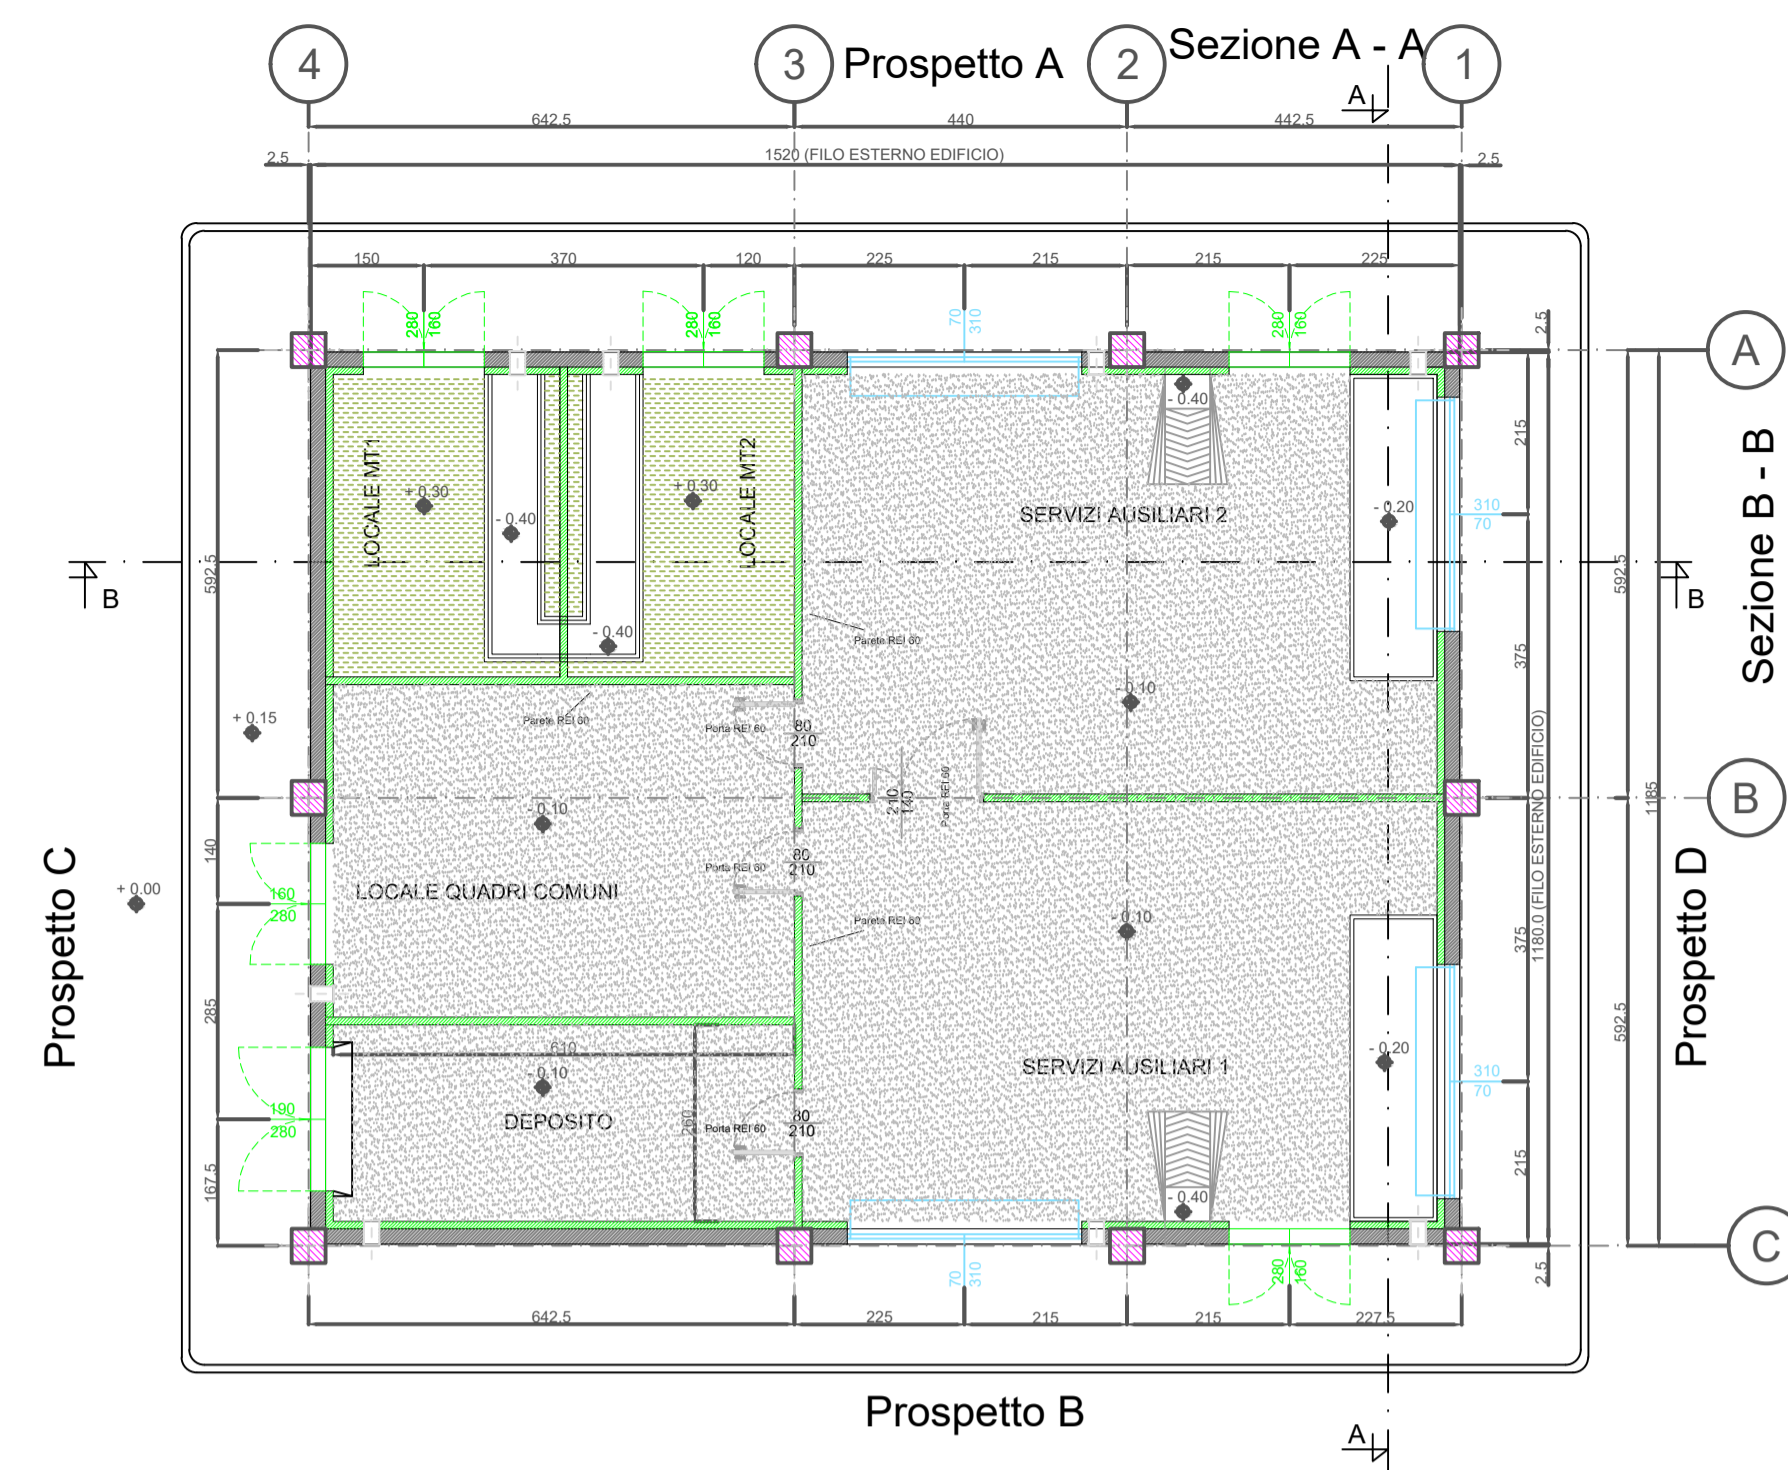 4
3
Prospetto A
2
Sezione A - A
1
A
642.5
440
442.5
2.5
1520 (FILO ESTERNO EDIFICIO)
2.5
150
370
120
225
215
215
225
280
160
280
160
70
310
280
160
2.5
A
- 0.40
215
LOCALE MT1
+ 0.30
- 0.40
+ 0.30
LOCALE MT2
SERVIZI AUSILIARI 2
- 0.20
310
70
Sezione B - B
592.5
592.5
B
B
- 0.40
Parete REI 60
375
+ 0.15
Parete REI 60
Porta REI 60
80
210
- 0.10
1180.0 (FILO ESTERNO EDIFICIO)
210
140
Porta REI 60
1185
B
- 0.10
140
Prospetto C
+ 0.00
160
280
LOCALE QUADRI COMUNI
Porta REI 60
80
210
Parete REI 60
- 0.10
375
Prospetto D
285
592.5
610
- 0.10
SERVIZI AUSILIARI 1
- 0.20
310
70
190
280
DEPOSITO
260
Porta REI 60
80
210
167.5
- 0.40
215
C
70
310
280
160
2.5
642.5
225
215
215
227.5
Prospetto B
A